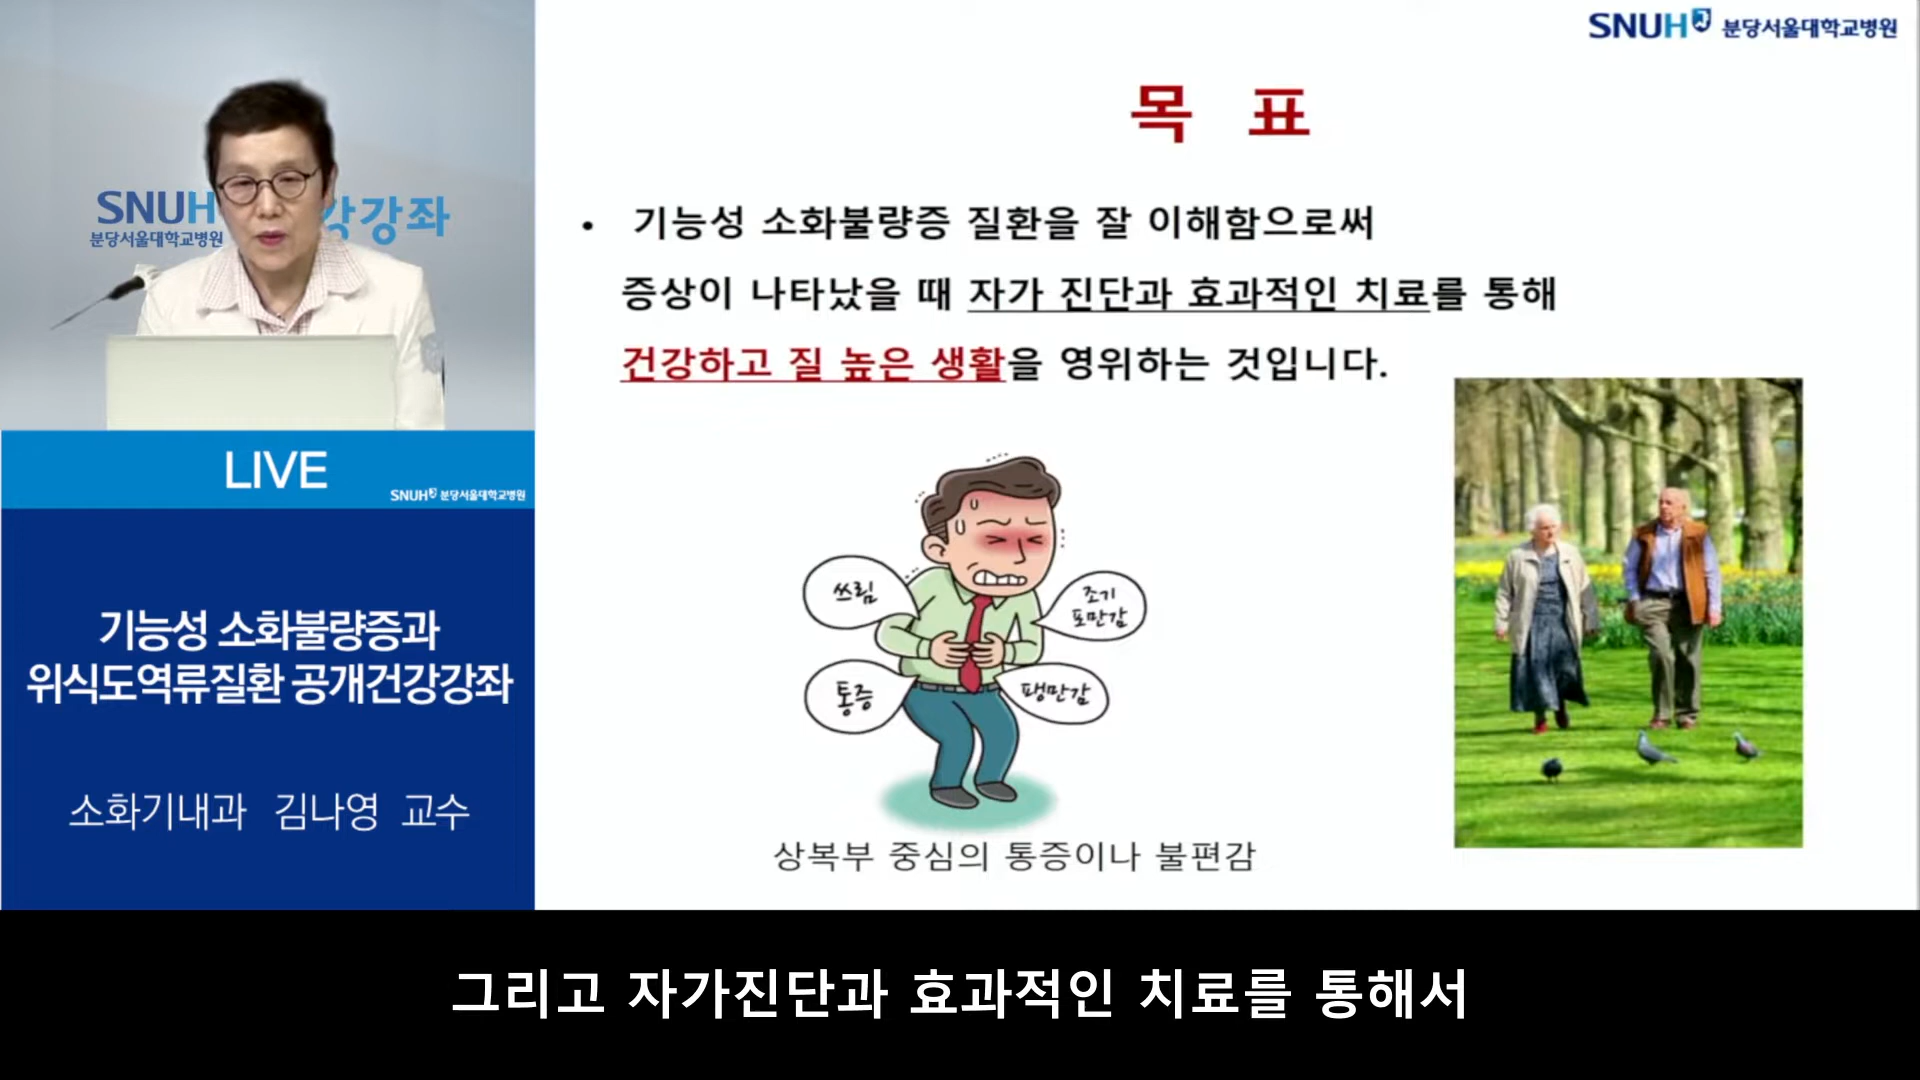 SNUH 분당서울대학교병원
SNUH
강강좌
분당서울대학교병원
LIVE
SNUH 분당서울대학교병원
기능성 소화불량증과
위식도역류질환 공개건강강좌
소화기내과 김나영 교수
목 표
• 기능성 소화불량증 질환을 잘 이해함으로써
증상이 나타났을 때 자가 진단과 효과적인 치료를 통해
건강하고 질 높은 생활을 영위하는 것입니다.
쓰림
조기
포만감
통증
팽만감
상복부 중심의 통증이나 불편감
그리고 자가진단과 효과적인 치료를 통해서